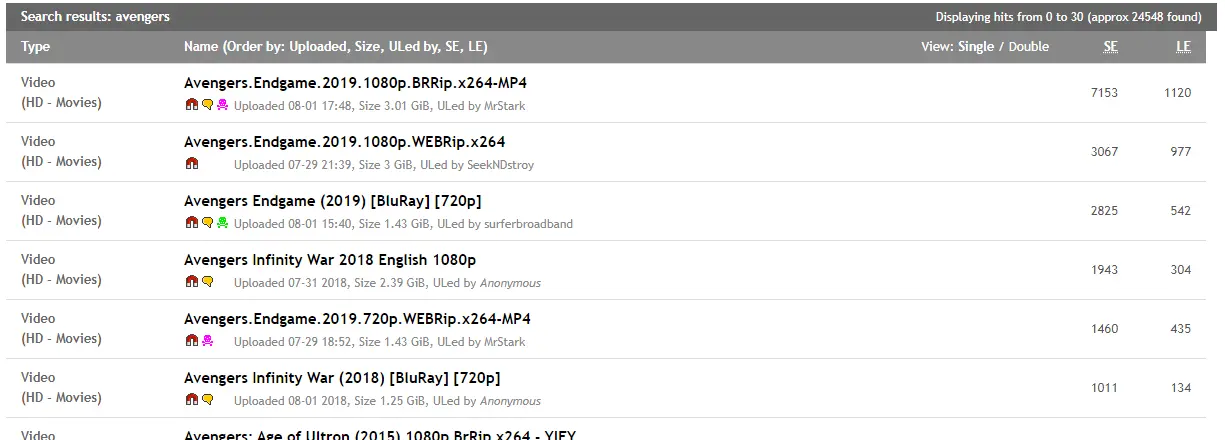 Search results: avengers Displaying hits from 0 to 30 (approx 24548 found)
Type Name (Order by: Uploaded, Size, ULed by, SE, LE) View: Single / Double SE LE
Video Avengers.Endgame.2019.1080p.BRRip.x264-MP4
(HD - Movies) Uploaded 08-01 17:48, Size 3.01 GiB, ULed by MrStark 7153 1120
Video Avengers.Endgame.2019.1080p.WEBRip.x264
(HD - Movies) Uploaded 07-29 21:39, Size 3 GiB, ULed by SeekNDstroy 3067 977
Video Avengers Endgame (2019) [BluRay] [720p]
(HD - Movies) Uploaded 08-01 15:40, Size 1.43 GiB, ULed by surferbroadband 2825 542
Video Avengers Infinity War 2018 English 1080p
(HD - Movies) Uploaded 07-31 2018, Size 2.39 GiB, ULed by Anonymous 1943 304
Video Avengers.Endgame.2019.720p.WEBRip.x264-MP4
(HD - Movies) Uploaded 07-29 18:52, Size 1.43 GiB, ULed by MrStark 1460 435
Video Avengers Infinity War (2018) [BluRay] [720p]
(HD - Movies) Uploaded 08-01 2018, Size 1.25 GiB, ULed by Anonymous 1011 134
Video Avengers: Age of Ultron (2015) 1080p BrRip x264 - YIFY